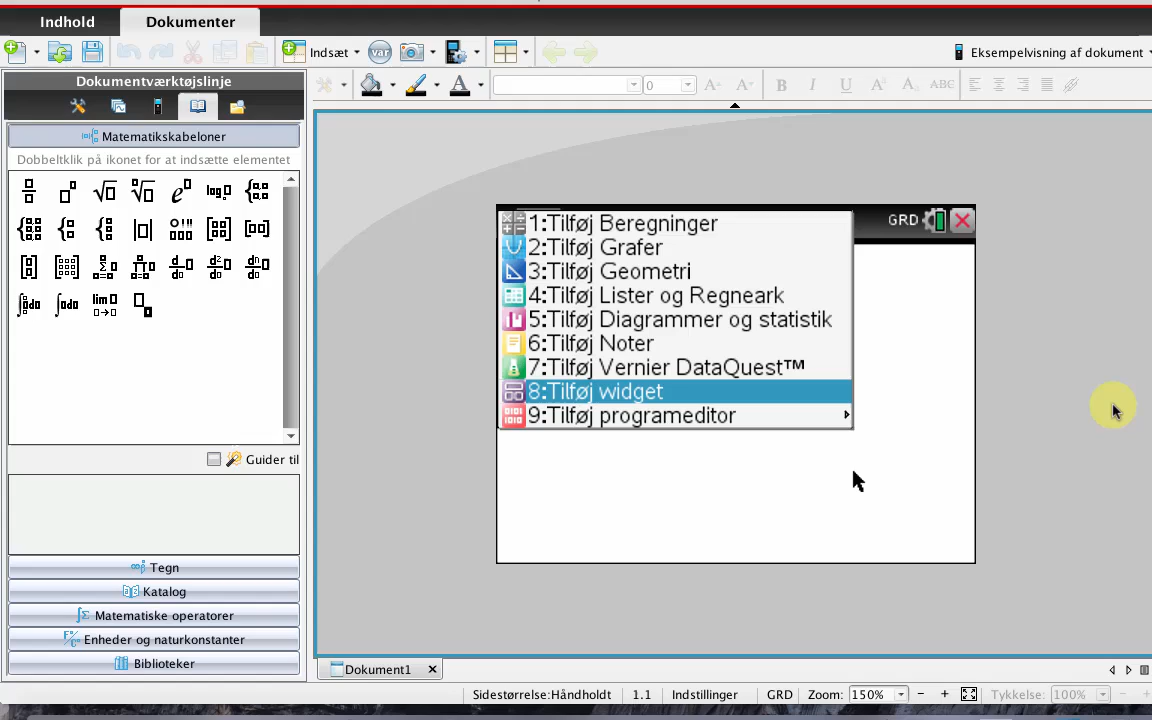 Indhold
Dokumenter
Indsæt
var
Eksempelvisning af dokument
Dokumentværktøjslinje
0
A
A
A
B
I
U
A
A
ABC
Matematikskabeloner
Dobbeltklik på ikonet for at indsætte elementet
GRD
1:Tilføj Beregninger
2:Tilføj Grafer
3:Tilføj Geometri
4:Tilføj Lister og Regneark
5:Tilføj Diagrammer og statistik
6:Tilføj Noter
7:Tilføj Vernier DataQuest™
8:Tilføj widget
9:Tilføj programeditor
Guider til
Tegn
Katalog
Matematiske operatorer
Enheder og naturkonstanter
Biblioteker
Dokument1
Sidestørrelse:Håndholdt
1.1
Indstillinger
GRD
Zoom:
150%
Tykkelse:
100%